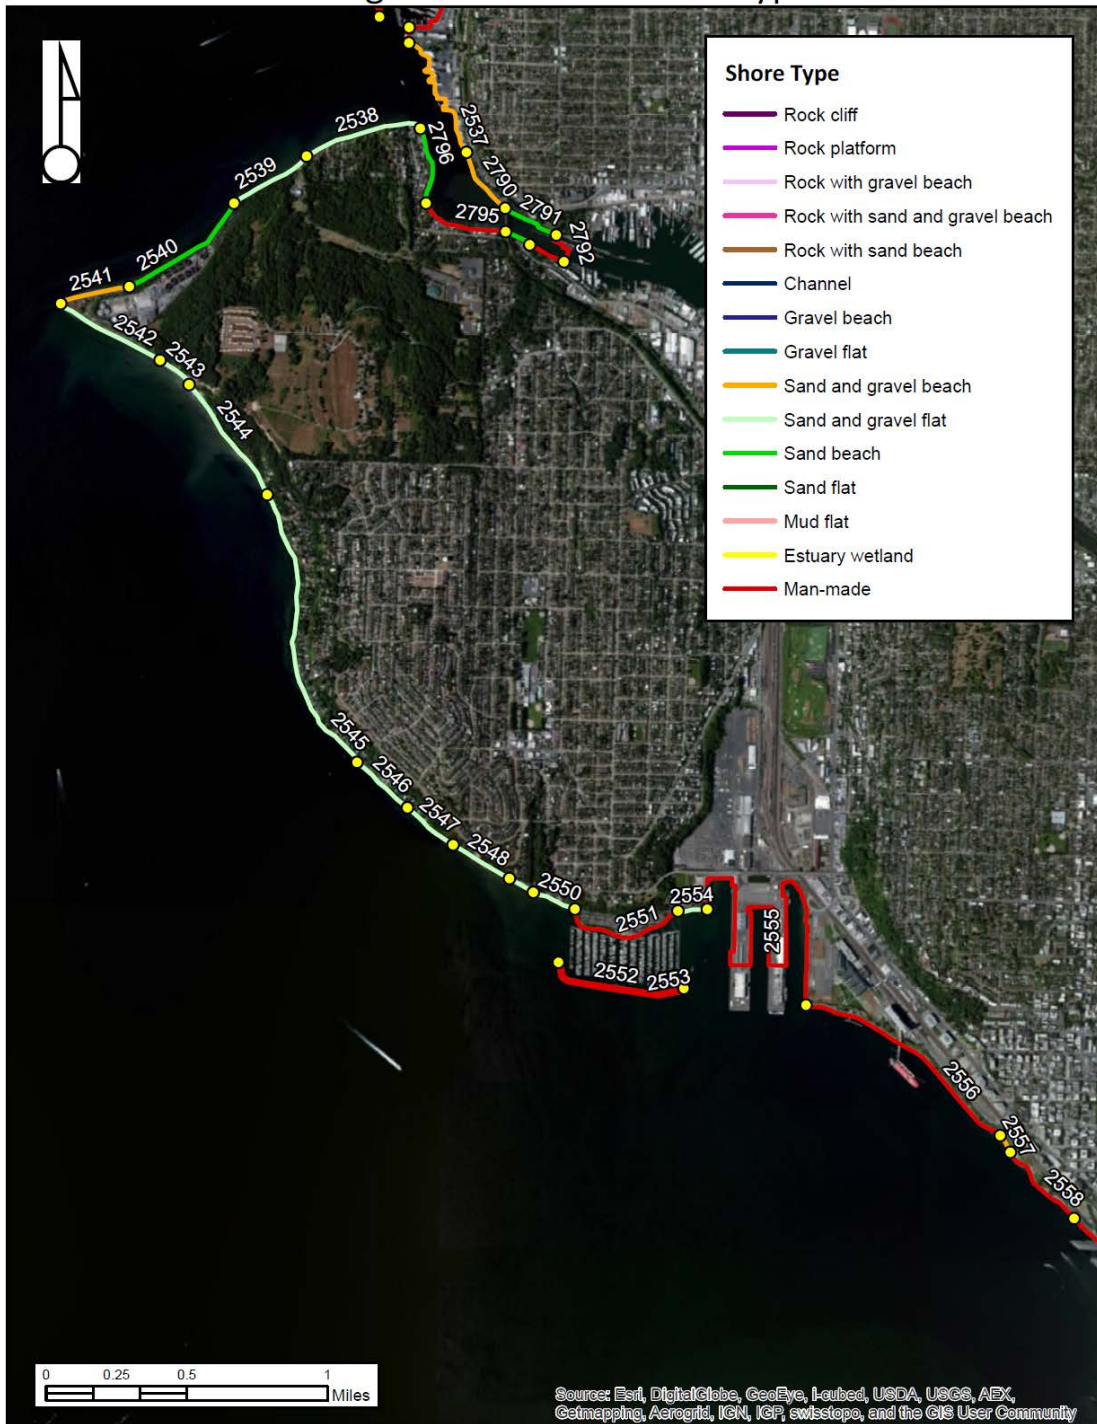 Shore Type
Rock cliff
Rock platform
Rock with gravel beach
Rock with sand and gravel beach
Rock with sand beach
Channel
Gravel beach
Gravel flat
Sand and gravel beach
Sand and gravel flat
Sand beach
Sand flat
Mud flat
Estuary wetland
Man-made
2538
2537
2796
2539
2790
2795
2791
2792
2540
2541
2542
2543
2544
2545
2546
2547
2548
2550
2551
2554
2555
2552
2553
2556
2557
2558
0 0.25 0.5 1
Miles
Source: Esri, DigitalGlobe, GeoEye, i-cubed, USDA, USGS, AEX,
Getmapping, Aerogrid, IGN, IGP, swisstopo, and the GIS User Community